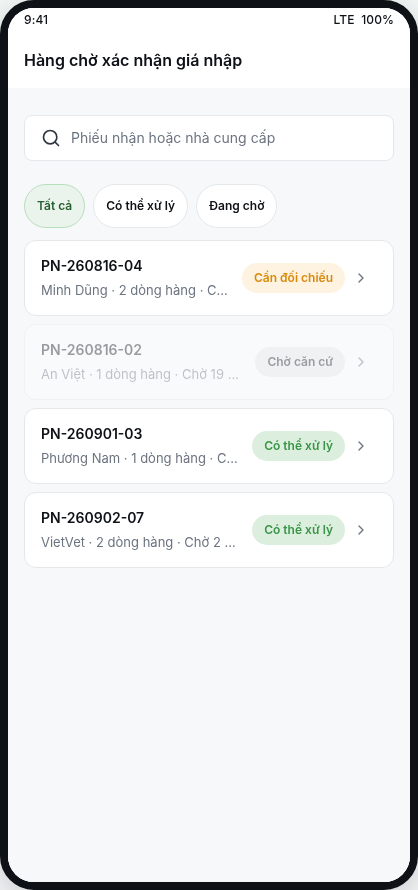 9:41 LTE 100%
Hàng chờ xác nhận giá nhập
Phiếu nhận hoặc nhà cung cấp
Tất cả Có thể xử lý Đang chờ
PN-260816-04
Minh Dũng · 2 dòng hàng · C...
Cần đối chiếu
PN-260816-02
An Việt · 1 dòng hàng · Chờ 19 ...
Chờ căn cứ
PN-260901-03
Phương Nam · 1 dòng hàng · C...
Có thể xử lý
PN-260902-07
VietVet · 2 dòng hàng · Chờ 2 ...
Có thể xử lý